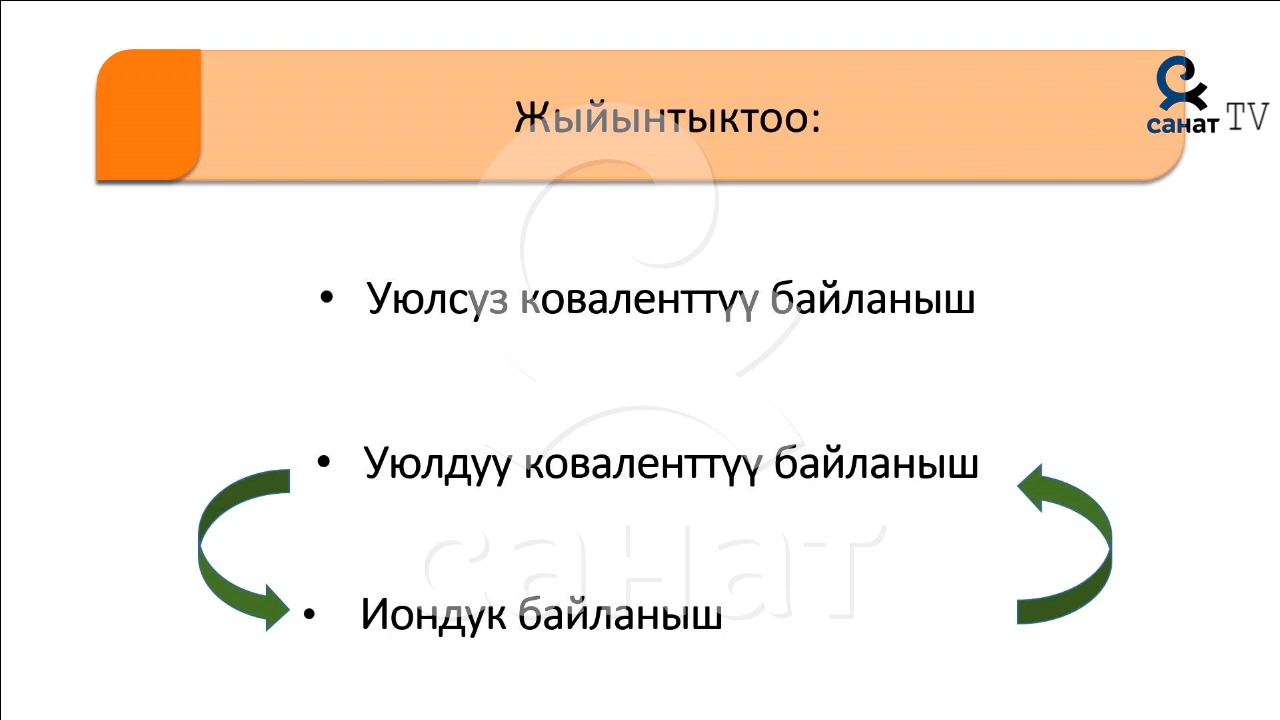 Жыйынтыктоо:
санат TV
• Уюлсуз коваленттүү байланыш
• Уюлдуу коваленттүү байланыш
• Иондук байланыш
санат